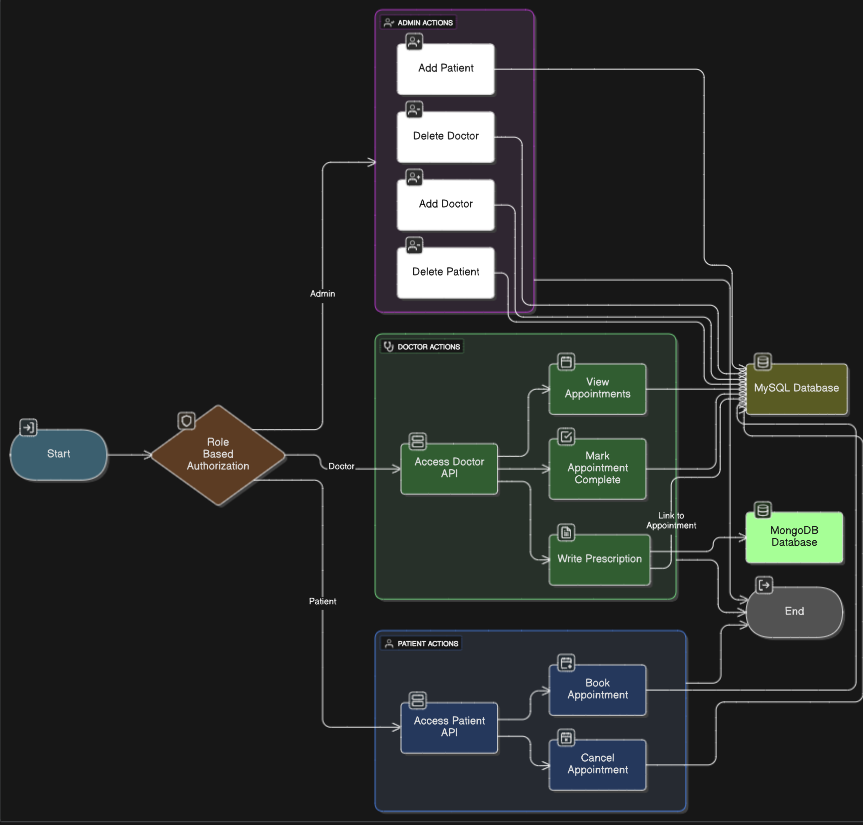 ADMIN ACTIONS
Add Patient
Delete Doctor
Add Doctor
Delete Patient
Admin
DOCTOR ACTIONS
View
Appointments
MySQL Database
Start
Role
Based
Authorization
Doctor
Access Doctor
API
Mark
Appointment
Complete
Link to
Appointment
Write Prescription
MongoDB
Database
End
Patient
PATIENT ACTIONS
Access Patient
API
Book
Appointment
Cancel
Appointment